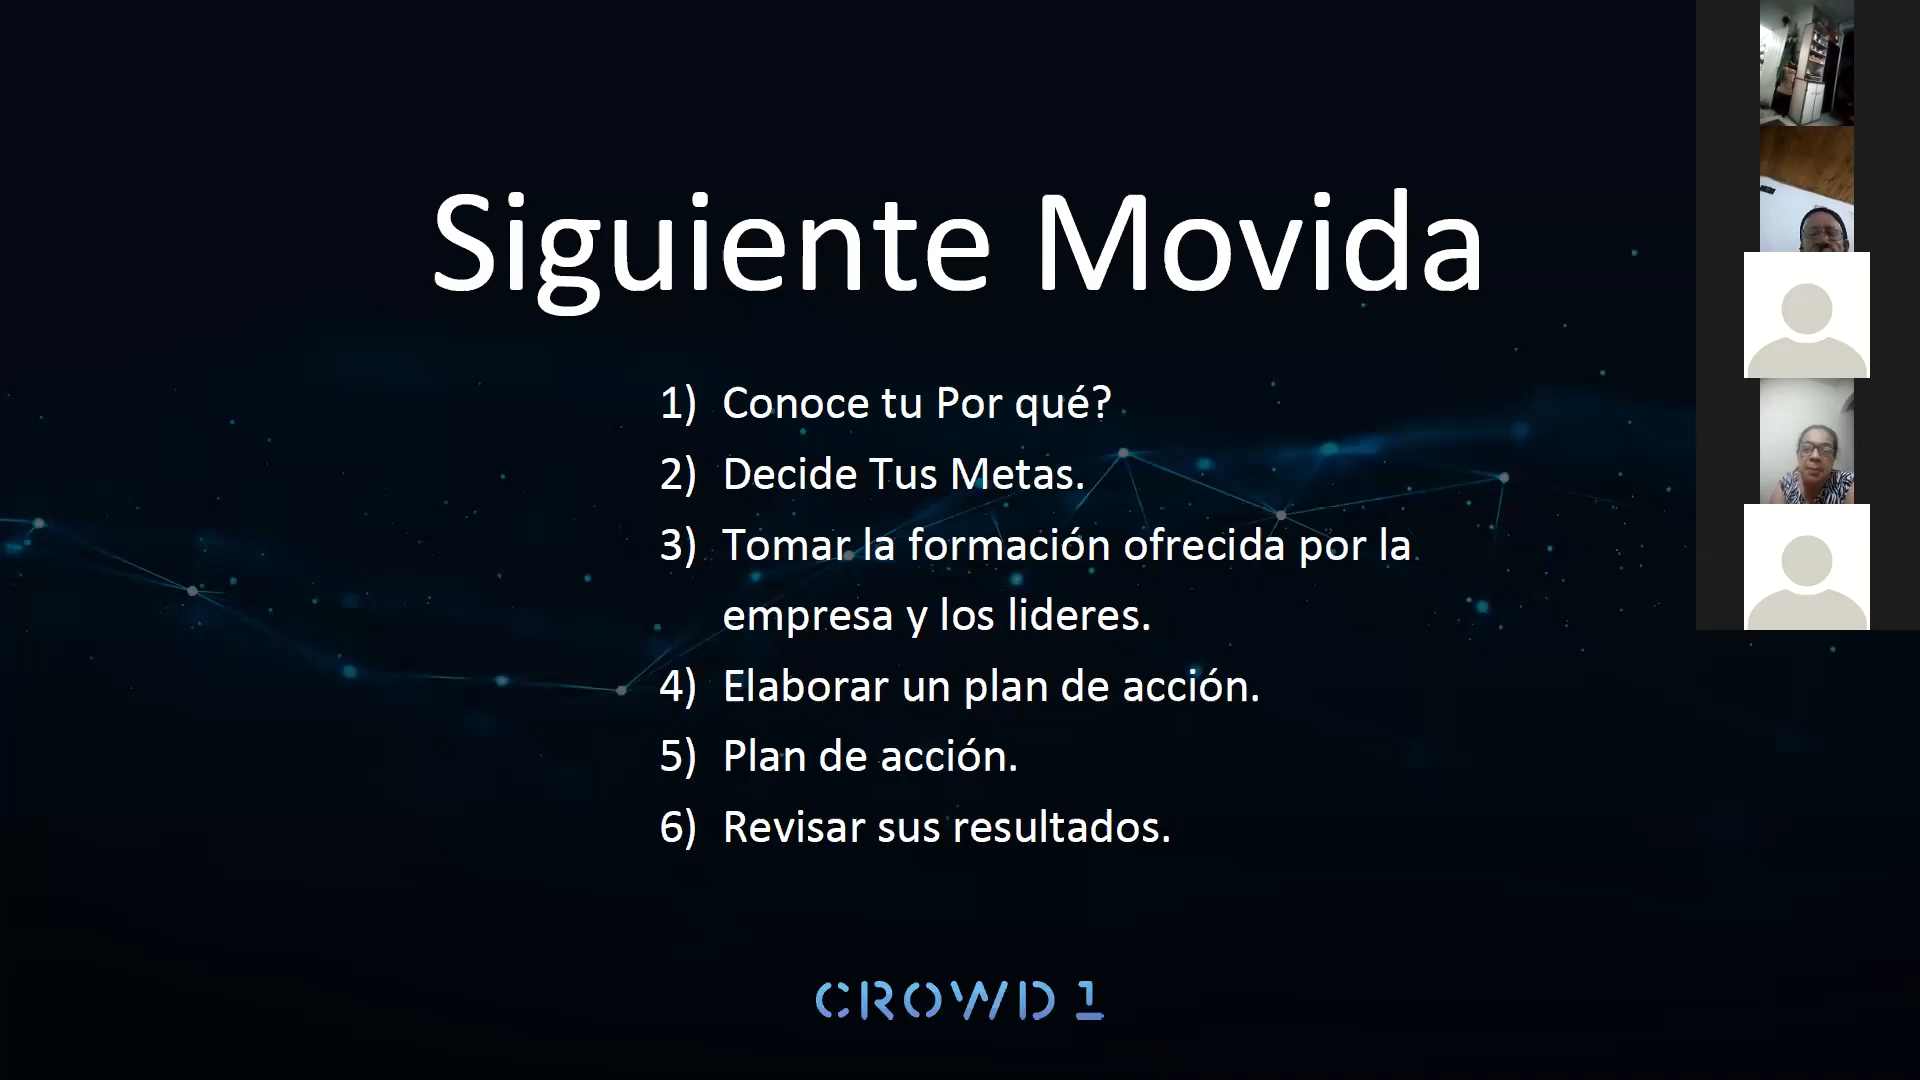 Siguiente Movida
1) Conoce tu Por qué?
2) Decide Tus Metas.
3) Tomar la formación ofrecida por la
empresa y los lideres.
4) Elaborar un plan de acción.
5) Plan de acción.
6) Revisar sus resultados.
CROWD 1